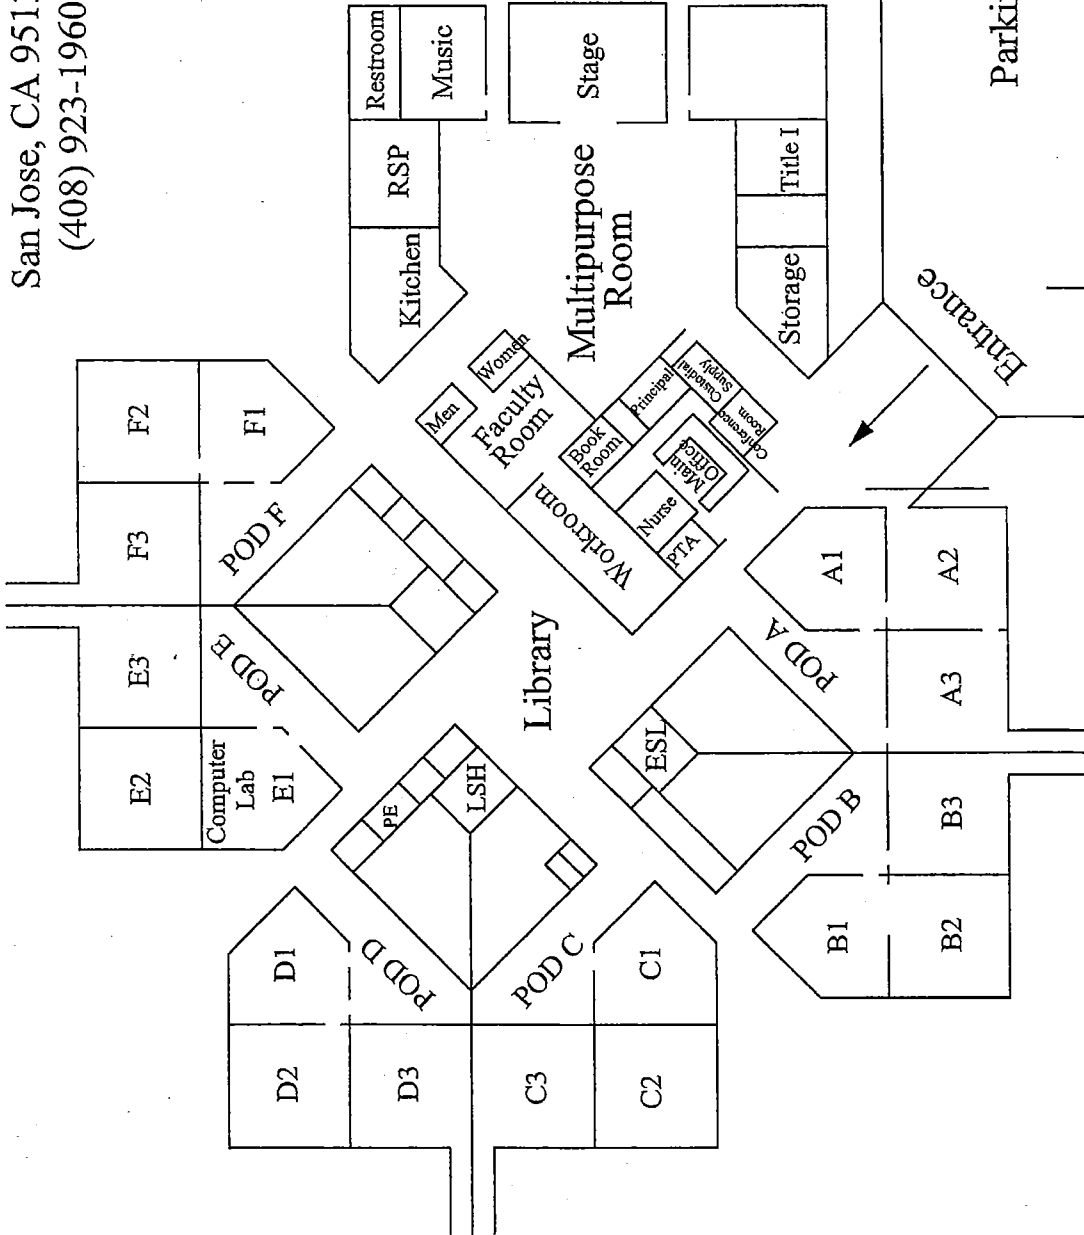 San Jose, CA 951
(408) 923-1960
Restroom
Music
Stage
RSP
Title I
Kitchen
Multipurpose
Room
Storage
Parki
Entrance
F2
F1
F3
POD F
Women
Men
Faculty
Room
Principal
Custodial
Supply
Conference
Room
Book
Room
Main
Office
Nurse
PTA
Workroom
Library
E3
POD E
E2
Computer
Lab
E1
A1
A2
POD A
A3
ESL
LSH
PE
POD B
B3
B1
B2
D1
POD D
POD C
C1
D2
D3
C3
C2